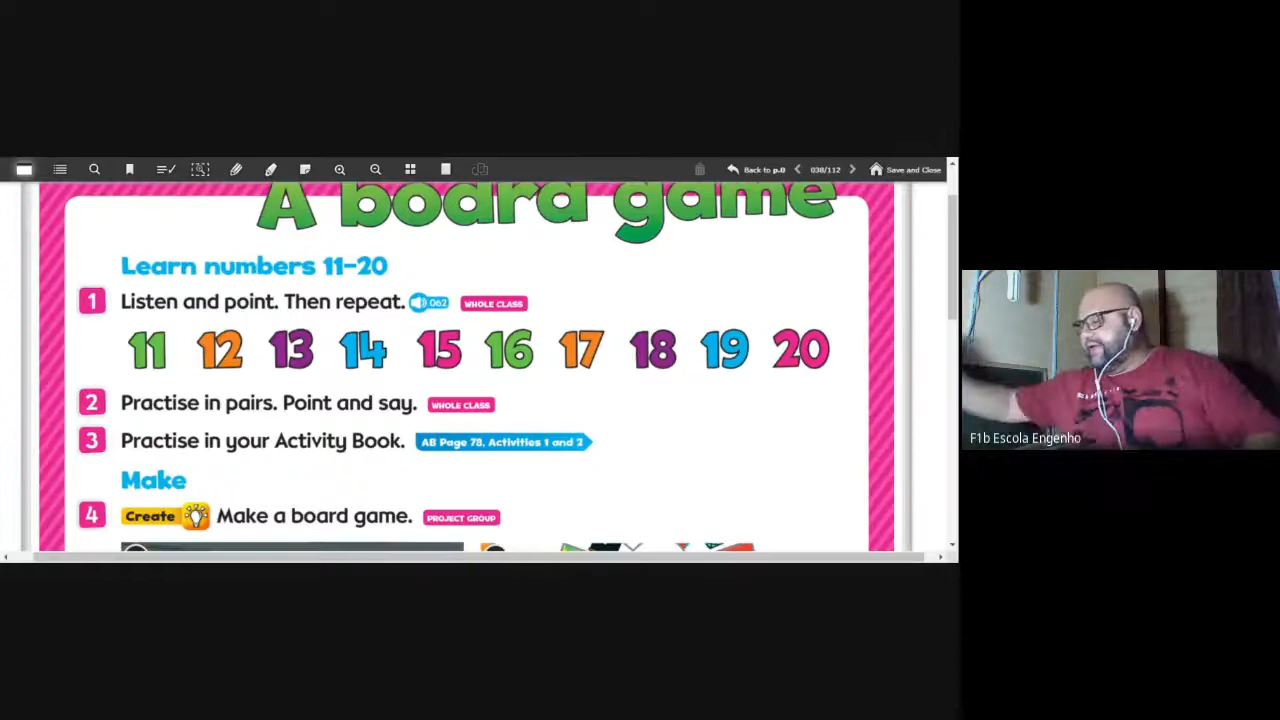 Back to p.0 038/112 Save and Close
A board game
Learn numbers 11-20
1 Listen and point. Then repeat. 062 WHOLE CLASS
11 12 13 14 15 16 17 18 19 20
2 Practise in pairs. Point and say. WHOLE CLASS
3 Practise in your Activity Book. AB Page 78, Activities 1 and 2
Make
4 Create Make a board game. PROJECT GROUP
F1b Escola Engenho